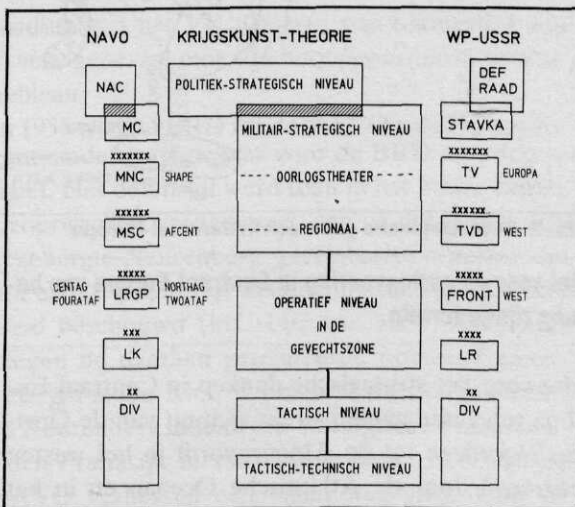 NAVO KRIJGSKUNST-THEORIE WP-USSR
NAC
POLITIEK-STRATEGISCH NIVEAU
DEF
RAAD
MC
MILITAIR-STRATEGISCH NIVEAU
STAVKA
xxxxxxx
MNC SHAPE
OORLOGSTHEATER
xxxxxxx
TV EUROPA
xxxxxx
MSC AFCENT
REGIONAAL
xxxxxx
TVD WEST
CENTAG
FOURATAF
xxxxx
LRGP
NORTHAG
TWOATAF
OPERATIEF NIVEAU
IN DE
GEVECHTSZONE
xxxxx
FRONT WEST
xxx
LK
xxxx
LR
xx
DIV
TACTISCH NIVEAU
xx
DIV
TACTISCH-TECHNISCH NIVEAU